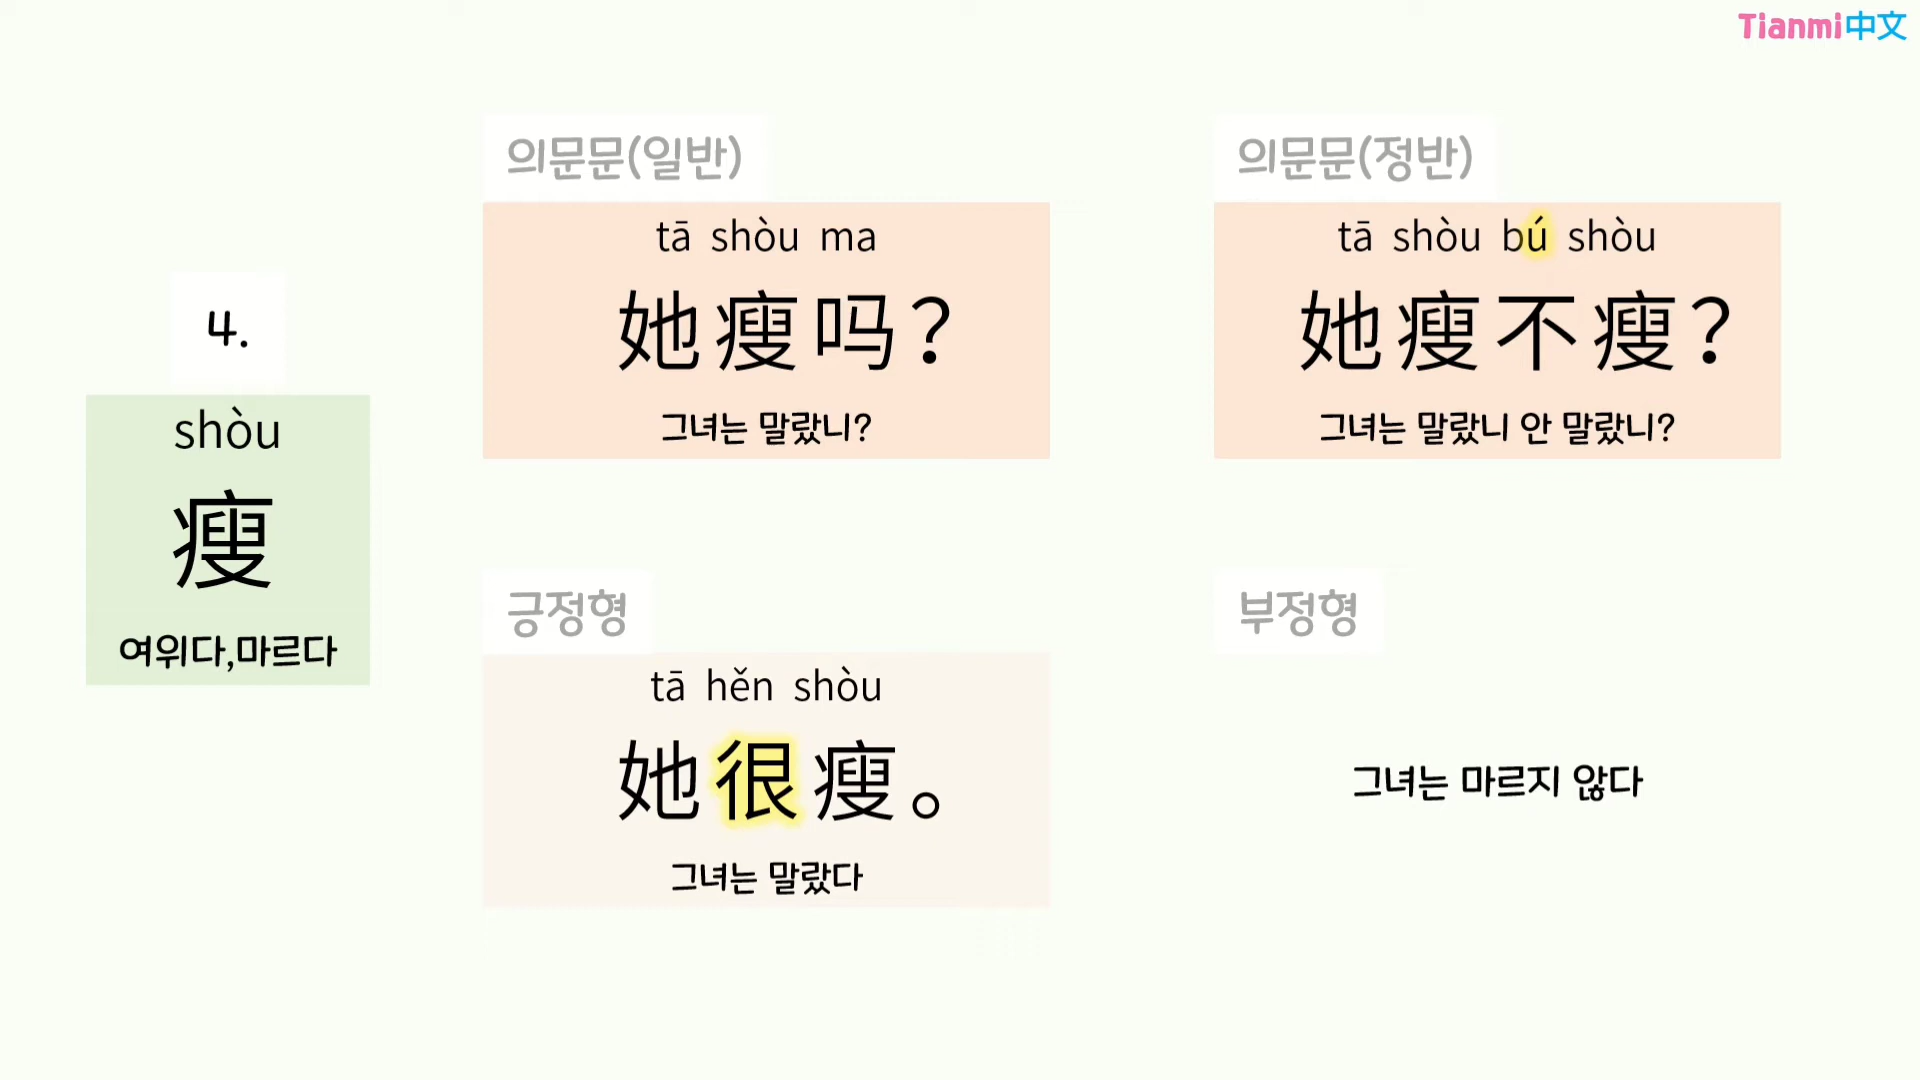 Tianmi中文
4.
shòu
瘦
여위다,마르다
의문문(일반)
tā shòu ma
她瘦吗？
그녀는 말랐니?
의문문(정반)
tā shòu bú shòu
她瘦不瘦？
그녀는 말랐니 안 말랐니?
긍정형
tā hěn shòu
她很瘦。
그녀는 말랐다
부정형
그녀는 마르지 않다